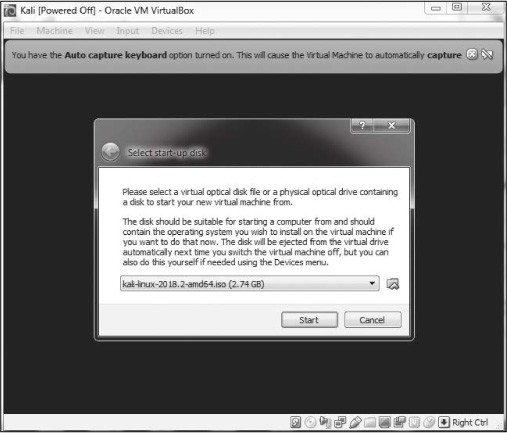 Kali [Powered Off] - Oracle VM VirtualBox
File Machine View Input Devices Help
You have the Auto capture keyboard option turned on. This will cause the Virtual Machine to automatically capture
Select start-up disk
Please select a virtual optical disk file or a physical optical drive containing
a disk to start your new virtual machine from.
The disk should be suitable for starting a computer from and should
contain the operating system you wish to install on the virtual machine if
you want to do that now. The disk will be ejected from the virtual drive
automatically next time you switch the virtual machine off, but you can
also do this yourself if needed using the Devices menu.
kali-linux-2018.2-amd64.iso (2.74 GB)
Start Cancel
Right Ctrl